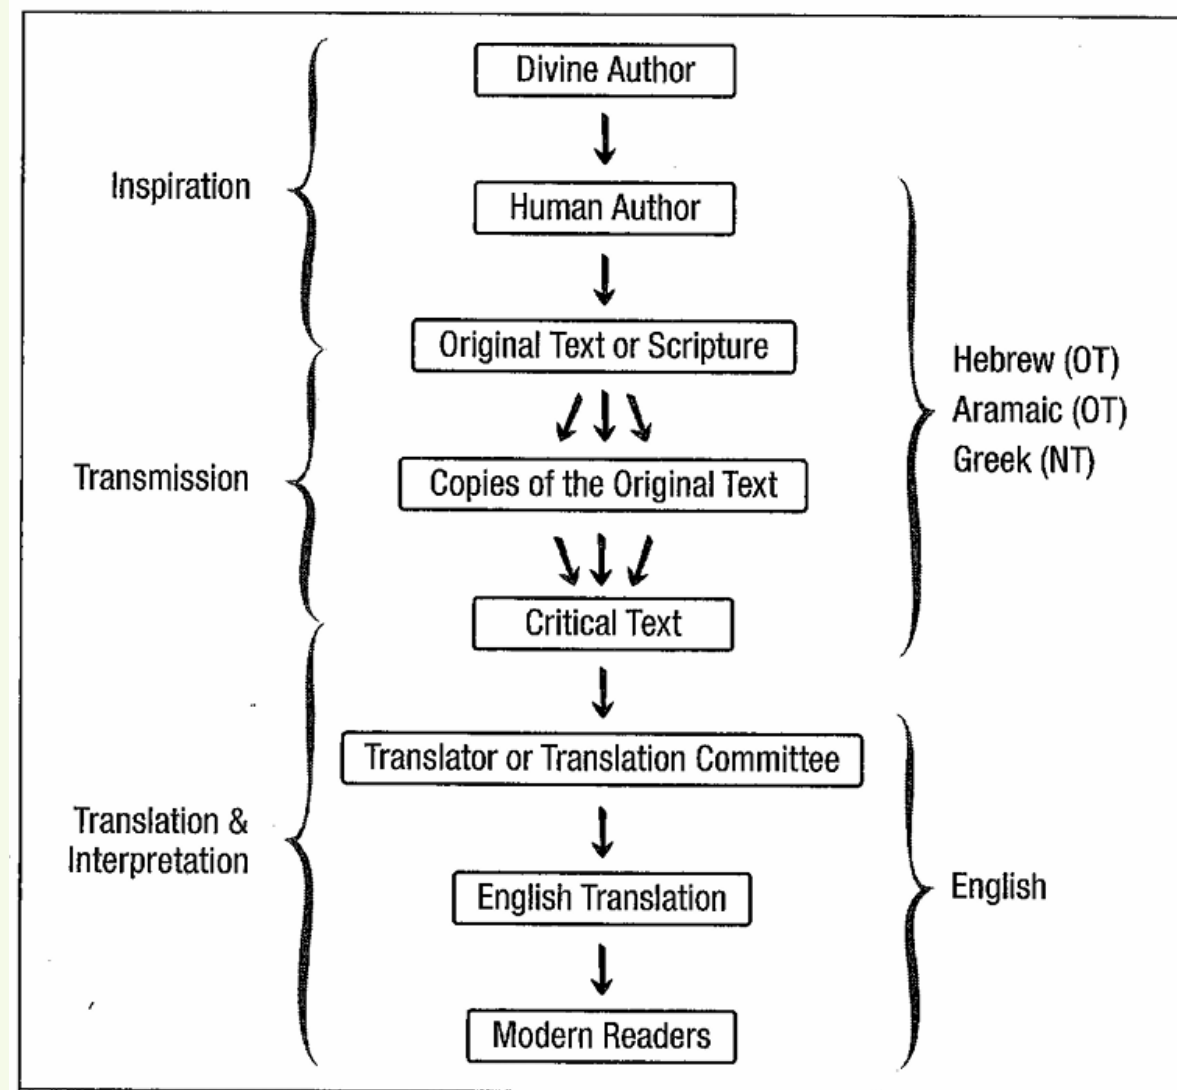 Divine Author
Inspiration
Human Author
Original Text or Scripture
Hebrew (OT)
Aramaic (OT)
Greek (NT)
Transmission
Copies of the Original Text
Critical Text
Translator or Translation Committee
Translation &
Interpretation
English Translation
English
Modern Readers